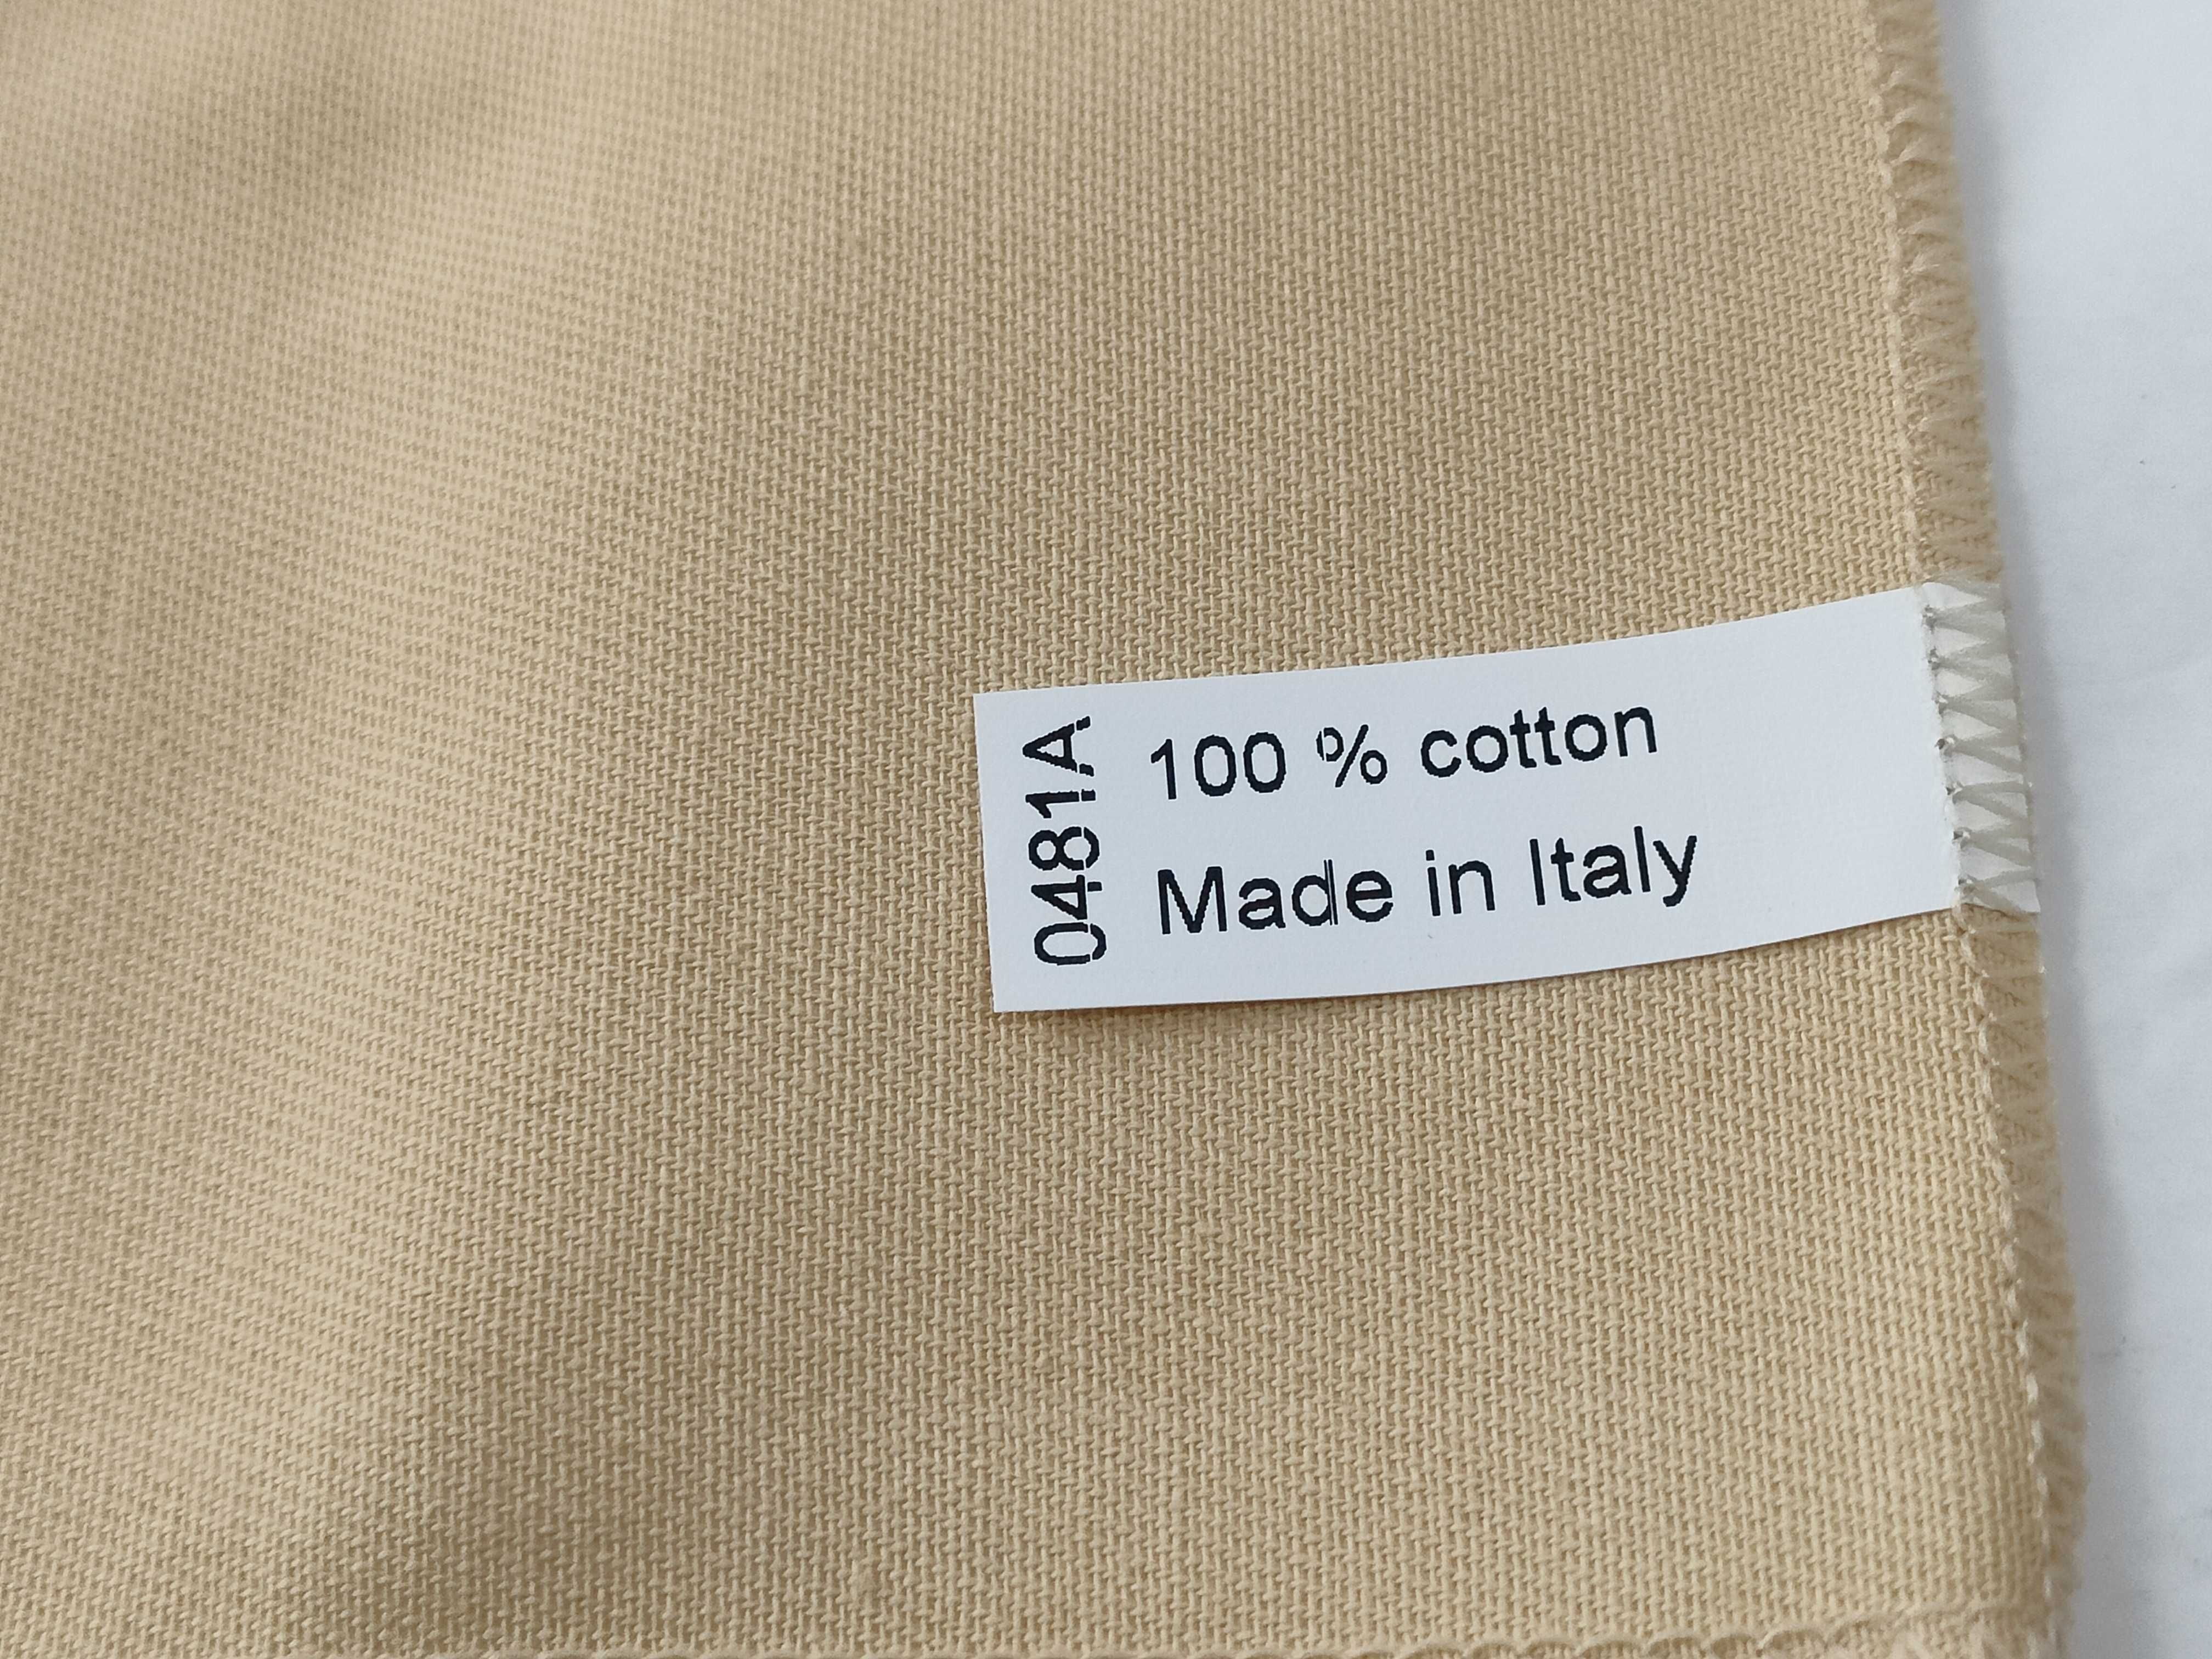 0481A
100 % cotton
Made in Italy